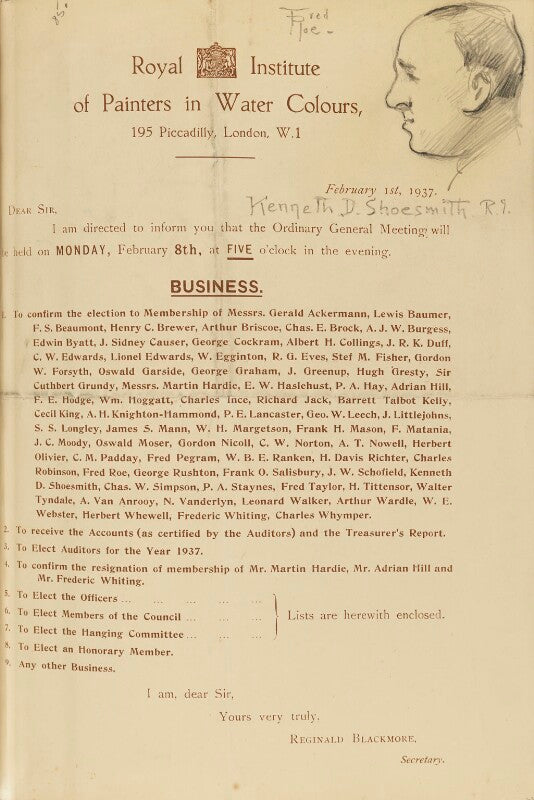 Fred
Roe -
Royal Institute
of Painters in Water Colours,
195 Piccadilly, London, W.1
February 1st, 1937.
Kenneth D. Shoesmith R.I.
DEAR SIR,
I am directed to inform you that the Ordinary General Meeting will
be held on MONDAY, February 8th, at FIVE o'clock in the evening.
BUSINESS.
1. To confirm the election to Membership of Messrs. Gerald Ackermann, Lewis Baumer,
F. S. Beaumont, Henry C. Brewer, Arthur Briscoe, Chas. E. Brock, A. J. W. Burgess,
Edwin Byatt, J. Sidney Causer, George Cockram, Albert H. Collings, J. R. K. Duff,
C. W. Edwards, Lionel Edwards, W. Egginton, R. G. Eves, Stef M. Fisher, Gordon
W. Forsyth, Oswald Garside, George Graham, J. Greenup, Hugh Gresty, Sir
Cuthbert Grundy, Messrs. Martin Hardie, E. W. Haslehust, P. A. Hay, Adrian Hill,
F. E. Hodge, Wm. Hoggatt, Charles Ince, Richard Jack, Barrett Talbot Kelly,
Cecil King, A. H. Knighton-Hammond, P. E. Lancaster, Geo. W. Leech, J. Littlejohns,
S. S. Longley, James S. Mann, W. H. Margetson, Frank H. Mason, F. Matania,
J. C. Moody, Oswald Moser, Gordon Nicoll, C. W. Norton, A. T. Nowell, Herbert
Olivier, C. M. Padday, Fred Pegram, W. B. E. Ranken, H. Davis Richter, Charles
Robinson, Fred Roe, George Rushton, Frank O. Salisbury, J. W. Schofield, Kenneth
D. Shoesmith, Chas. W. Simpson, P. A. Staynes, Fred Taylor, H. Tittensor, Walter
Tyndale, A. Van Anrooy, N. Vanderlyn, Leonard Walker, Arthur Wardle, W. E.
Webster, Herbert Whewell, Frederic Whiting, Charles Whymper.
2. To receive the Accounts (as certified by the Auditors) and the Treasurer's Report.
3. To Elect Auditors for the Year 1937.
4. To confirm the resignation of membership of Mr. Martin Hardie, Mr. Adrian Hill and
Mr. Frederic Whiting.
5. To Elect the Officers ... ... ... ...
6. To Elect Members of the Council ... ... ...
7. To Elect the Hanging Committee ... ... ...
Lists are herewith enclosed.
8. To Elect an Honorary Member.
9. Any other Business.
I am, dear Sir,
Yours very truly,
REGINALD BLACKMORE,
Secretary.